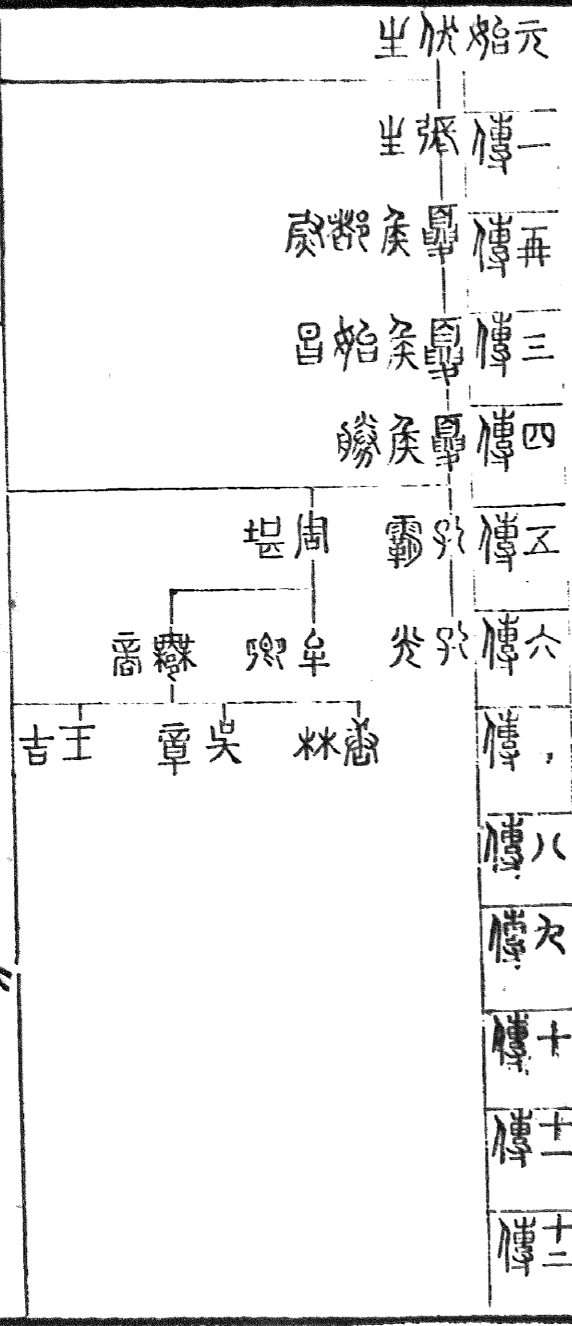 元始伏生
一傳張生
再傳夏侯都尉
三傳夏侯始昌
四傳夏侯勝
五傳孔霸 周堪
六傳孔光 牟卿 鄦商
傳 唐林 吳章 王吉
八傳
九傳
十傳
十一傳
十二傳